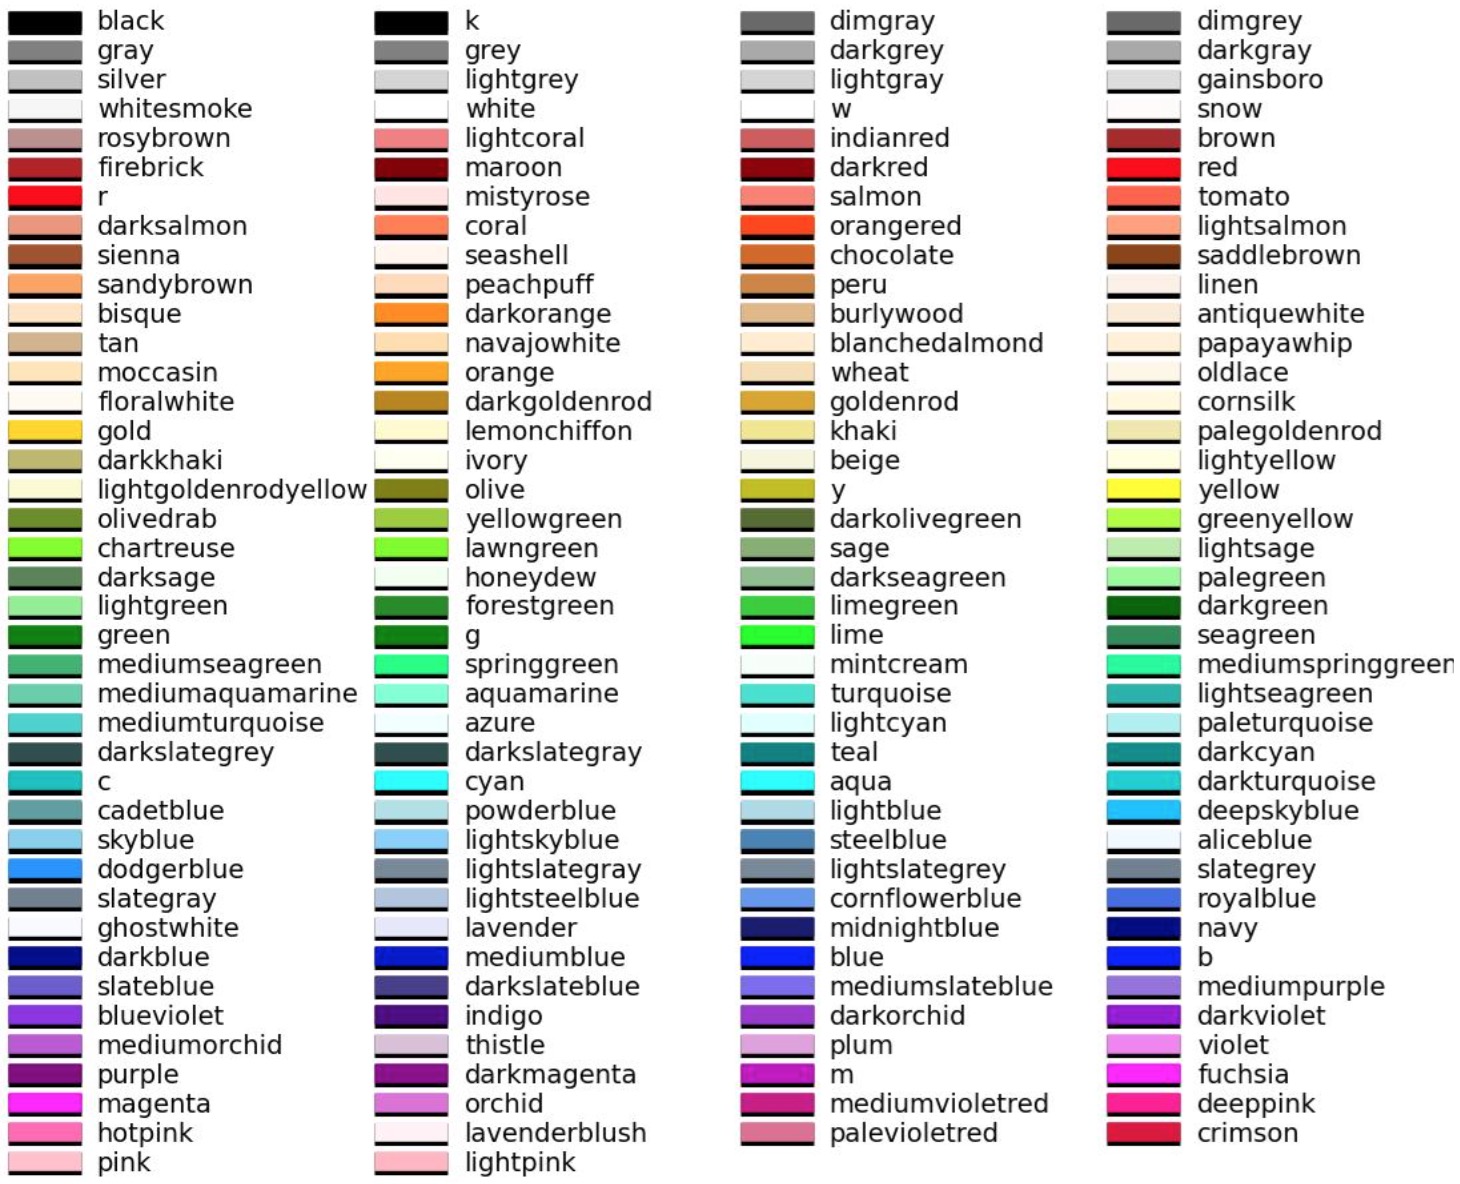 black k dimgray dimgrey
gray grey darkgrey darkgray
silver lightgrey lightgray gainsboro
whitesmoke white w snow
rosybrown lightcoral indianred brown
firebrick maroon darkred red
r mistyrose salmon tomato
darksalmon coral orangered lightsalmon
sienna seashell chocolate saddlebrown
sandybrown peachpuff peru linen
bisque darkorange burlywood antiquewhite
tan navajowhite blanchedalmond papayawhip
moccasin orange wheat oldlace
floralwhite darkgoldenrod goldenrod cornsilk
gold lemonchiffon khaki palegoldenrod
darkkhaki ivory beige lightyellow
lightgoldenrodyellow olive y yellow
olivedrab yellowgreen darkolivegreen greenyellow
chartreuse lawngreen sage lightsage
darksage honeydew darkseagreen palegreen
lightgreen forestgreen limegreen darkgreen
green g lime seagreen
mediumseagreen springgreen mintcream mediumspringgreen
mediumaquamarine aquamarine turquoise lightseagreen
mediumturquoise azure lightcyan paleturquoise
darkslategrey darkslategray teal darkcyan
c cyan aqua darkturquoise
cadetblue powderblue lightblue deepskyblue
skyblue lightskyblue steelblue aliceblue
dodgerblue lightslategray lightslategrey slategrey
slategray lightsteelblue cornflowerblue royalblue
ghostwhite lavender midnightblue navy
darkblue mediumblue blue b
slateblue darkslateblue mediumslateblue mediumpurple
blueviolet indigo darkorchid darkviolet
mediumorchid thistle plum violet
purple darkmagenta m fuchsia
magenta orchid mediumvioletred deeppink
hotpink lavenderblush palevioletred crimson
pink lightpink